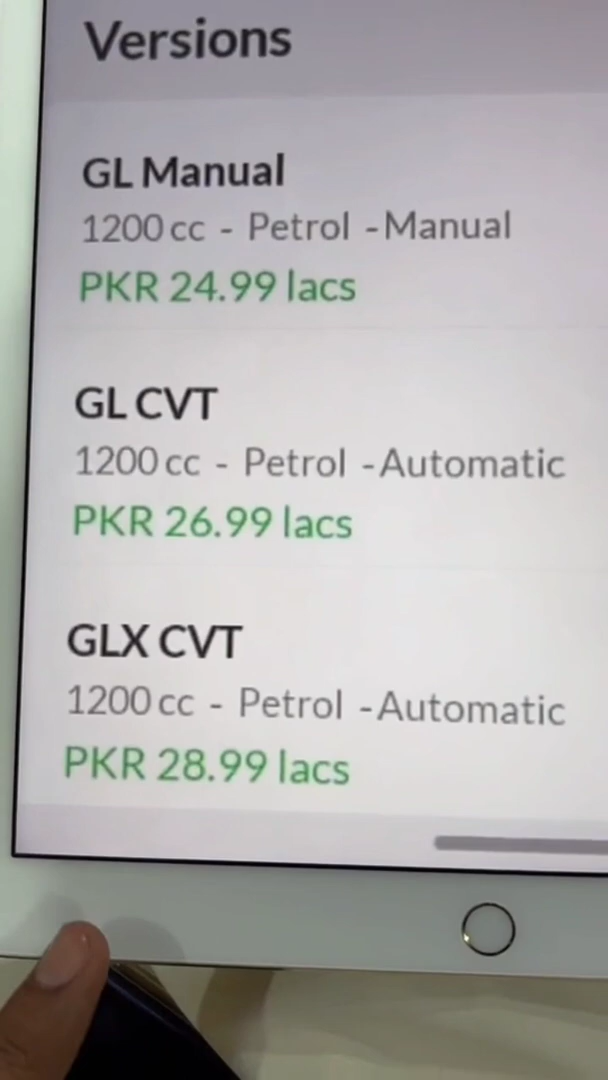 Versions
GL Manual
1200 cc - Petrol -Manual
PKR 24.99 lacs
GL CVT
1200 cc - Petrol -Automatic
PKR 26.99 lacs
GLX CVT
1200 cc - Petrol -Automatic
PKR 28.99 lacs